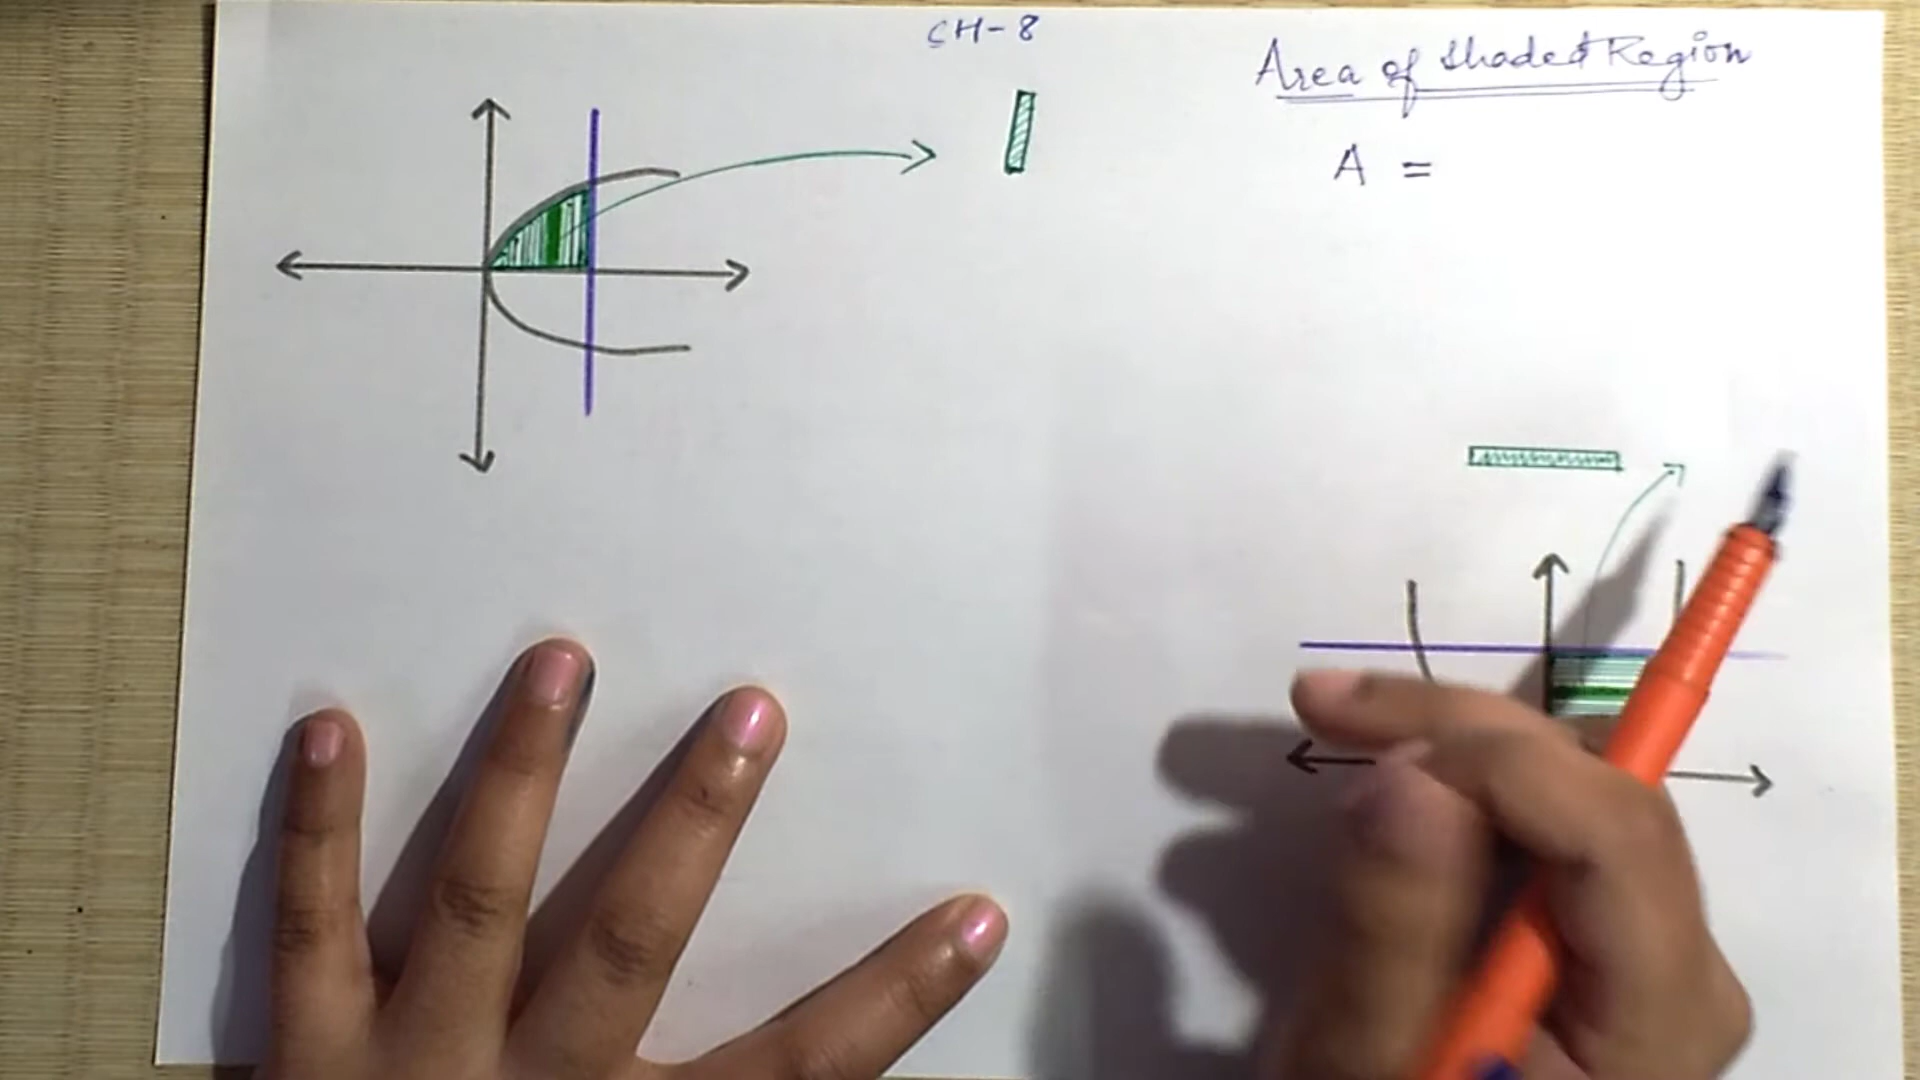 CH-8
Area of shaded Region
A =